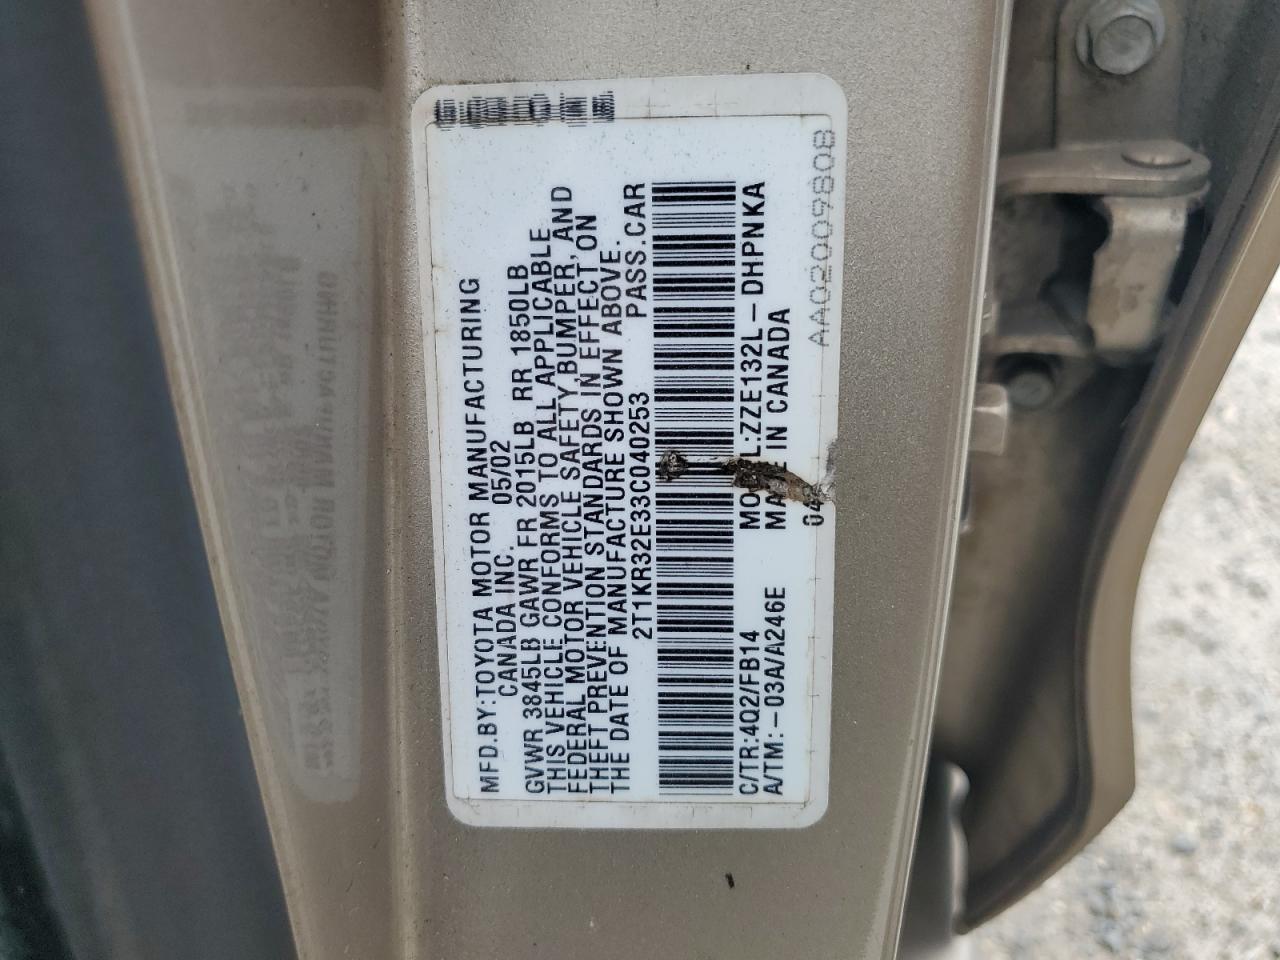 MFD.BY:TOYOTA MOTOR MANUFACTURING
CANADA INC. 05/02
GVWR 3845LB GAWR FR 2015LB RR 1850LB
THIS VEHICLE CONFORMS TO ALL APPLICABLE
FEDERAL MOTOR VEHICLE SAFETY,BUMPER, AND
THEFT PREVENTION STANDARDS IN EFFECT ON
THE DATE OF MANUFACTURE SHOWN ABOVE.
2T1KR32E33C040253 PASS.CAR
C/TR:4Q2/FB14 L:ZZE132L-DHPNKA
A/TM:-03A/A246E IN CANADA
AA02009808